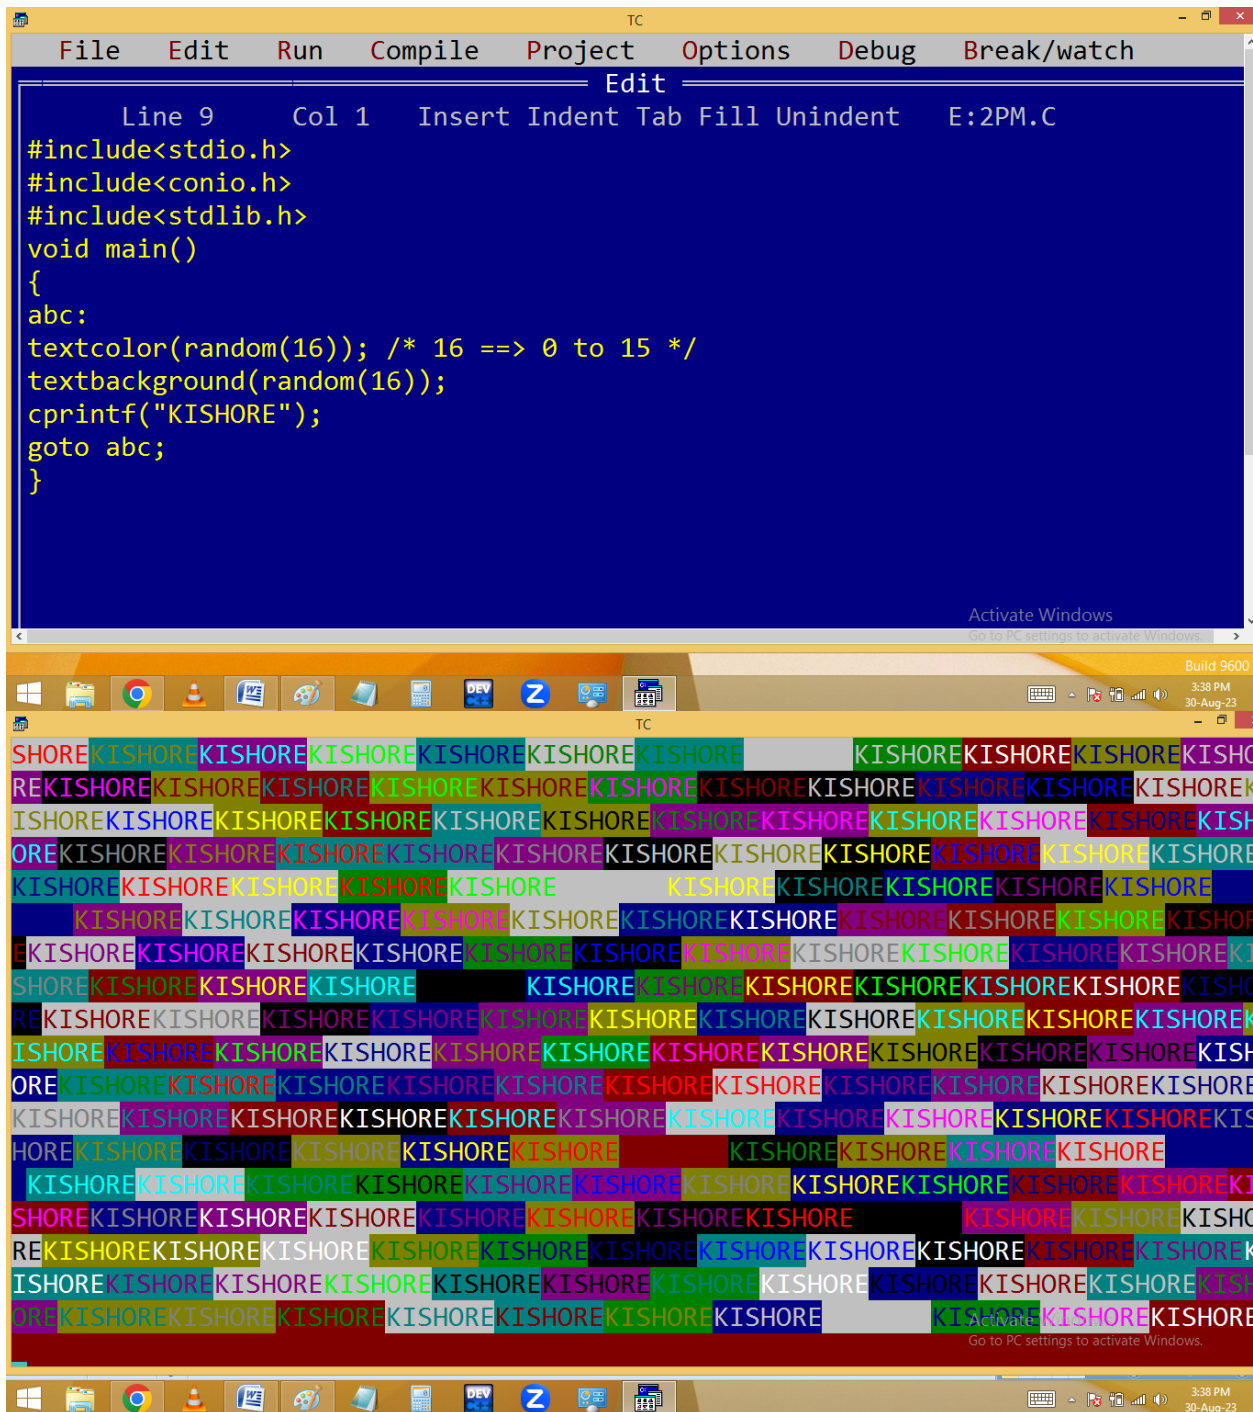 TC
File Edit Run Compile Project Options Debug Break/watch
Edit
Line 9 Col 1 Insert Indent Tab Fill Unindent E:2PM.C
#include<stdio.h>
#include<conio.h>
#include<stdlib.h>
void main()
{
abc:
textcolor(random(16)); /* 16 ==> 0 to 15 */
textbackground(random(16));
cprintf("KISHORE");
goto abc;
}
Activate Windows
Go to PC settings to activate Windows.
Build 9600
DEV C++
Z
3:38 PM
30-Aug-23
TC
SHOREKISHOREKISHOREKISHOREKISHOREKISHOREKISHORE KISHOREKISHOREKISHOREKISHO
REKISHOREKISHOREKISHOREKISHOREKISHOREKISHOREKISHOREKISHOREKISHOREKISHOREKISHOREK
ISHOREKISHOREKISHOREKISHOREKISHOREKISHOREKISHOREKISHOREKISHOREKISHOREKISHOREKISH
OREKISHOREKISHOREKISHOREKISHOREKISHOREKISHOREKISHOREKISHOREKISHOREKISHOREKISHORE
KISHOREKISHOREKISHOREKISHOREKISHORE KISHOREKISHOREKISHOREKISHOREKISHORE
KISHOREKISHOREKISHOREKISHOREKISHOREKISHOREKISHOREKISHOREKISHOREKISHOREKISHOR
EKISHOREKISHOREKISHOREKISHOREKISHOREKISHOREKISHOREKISHOREKISHOREKISHOREKISHOREKI
SHOREKISHOREKISHOREKISHORE KISHOREKISHOREKISHOREKISHOREKISHOREKISHOREKISHO
REKISHOREKISHOREKISHOREKISHOREKISHOREKISHOREKISHOREKISHOREKISHOREKISHOREKISHOREK
ISHOREKISHOREKISHOREKISHOREKISHOREKISHOREKISHOREKISHOREKISHOREKISHOREKISHOREKISH
OREKISHOREKISHOREKISHOREKISHOREKISHOREKISHOREKISHOREKISHOREKISHOREKISHOREKISHORE
KISHOREKISHOREKISHOREKISHOREKISHOREKISHOREKISHOREKISHOREKISHOREKISHOREKISHOREKIS
HOREKISHOREKISHOREKISHOREKISHOREKISHORE KISHOREKISHOREKISHOREKISHORE
KISHOREKISHOREKISHOREKISHOREKISHOREKISHOREKISHOREKISHOREKISHOREKISHOREKISHOREKI
SHOREKISHOREKISHOREKISHOREKISHOREKISHOREKISHOREKISHORE KISHOREKISHOREKISHO
REKISHOREKISHOREKISHOREKISHOREKISHOREKISHOREKISHOREKISHOREKISHOREKISHOREKISHOREK
ISHOREKISHOREKISHOREKISHOREKISHOREKISHOREKISHOREKISHOREKISHOREKISHOREKISHOREKISH
OREKISHOREKISHOREKISHOREKISHOREKISHOREKISHOREKISHORE KISHOREKISHOREKISHORE
Activate Windows
Go to PC settings to activate Windows.
DEV C++
Z
3:38 PM
30-Aug-23